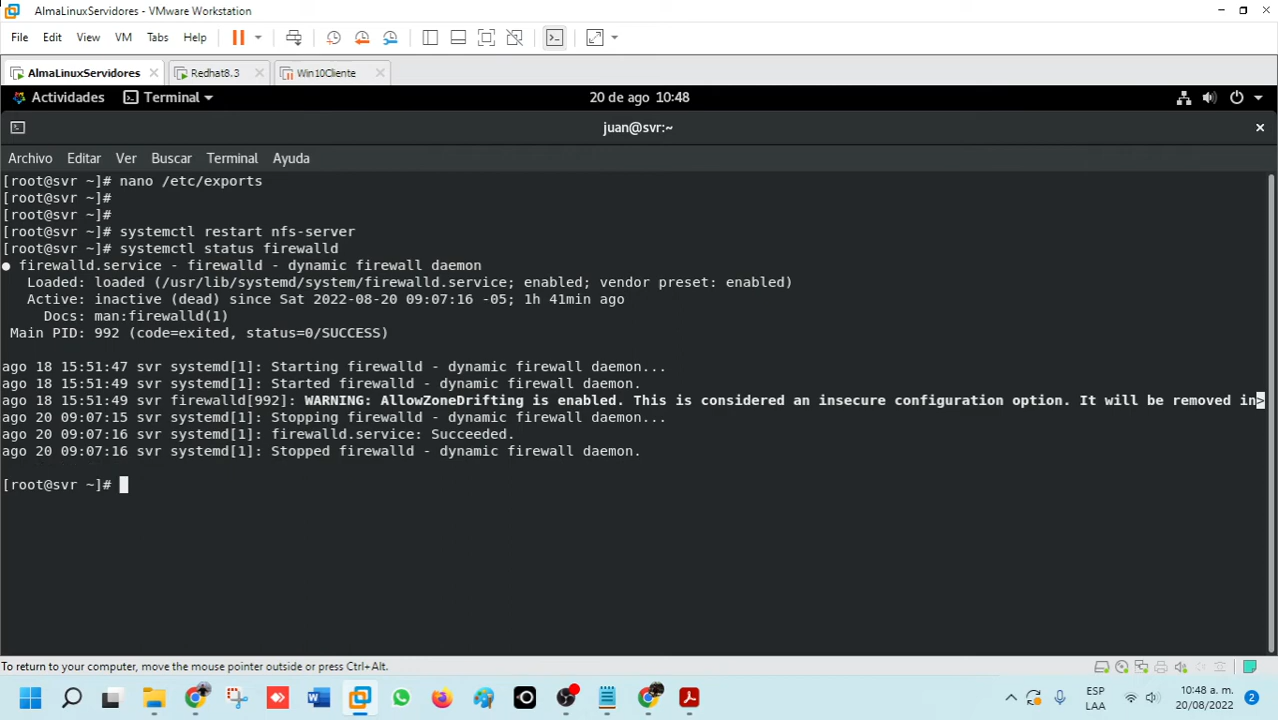 AlmaLinuxServidores - VMware Workstation
File Edit View VM Tabs Help
AlmaLinuxServidores Redhat8.3 Win10Cliente
Actividades Terminal 20 de ago 10:48
juan@svr:~
Archivo Editar Ver Buscar Terminal Ayuda
[root@svr ~]# nano /etc/exports
[root@svr ~]#
[root@svr ~]#
[root@svr ~]# systemctl restart nfs-server
[root@svr ~]# systemctl status firewalld
● firewalld.service - firewalld - dynamic firewall daemon
Loaded: loaded (/usr/lib/systemd/system/firewalld.service; enabled; vendor preset: enabled)
Active: inactive (dead) since Sat 2022-08-20 09:07:16 -05; 1h 41min ago
Docs: man:firewalld(1)
Main PID: 992 (code=exited, status=0/SUCCESS)
ago 18 15:51:47 svr systemd[1]: Starting firewalld - dynamic firewall daemon...
ago 18 15:51:49 svr systemd[1]: Started firewalld - dynamic firewall daemon.
ago 18 15:51:49 svr firewalld[992]: WARNING: AllowZoneDrifting is enabled. This is considered an insecure configuration option. It will be removed in>
ago 20 09:07:15 svr systemd[1]: Stopping firewalld - dynamic firewall daemon...
ago 20 09:07:16 svr systemd[1]: firewalld.service: Succeeded.
ago 20 09:07:16 svr systemd[1]: Stopped firewalld - dynamic firewall daemon.
[root@svr ~]#
To return to your computer, move the mouse pointer outside or press Ctrl+Alt.
ESP
LAA
10:48 a. m.
20/08/2022
2